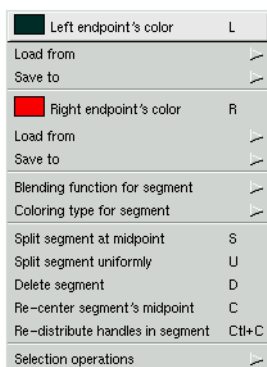 Left endpoint's color L
Load from
Save to
Right endpoint's color R
Load from
Save to
Blending function for segment
Coloring type for segment
Split segment at midpoint S
Split segment uniformly U
Delete segment D
Re-center segment's midpoint C
Re-distribute handles in segment Ctl+C
Selection operations